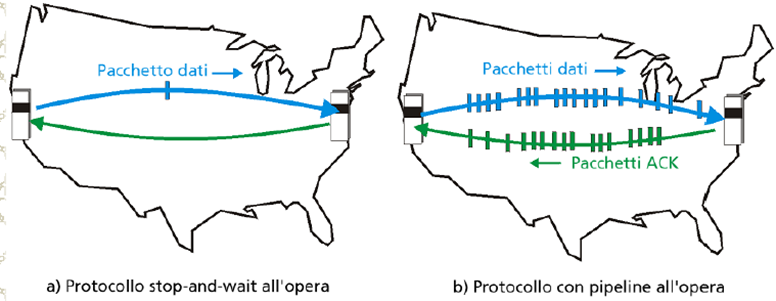 Pacchetto dati
Pacchetti dati
Pacchetti ACK
a) Protocollo stop-and-wait all'opera
b) Protocollo con pipeline all'opera